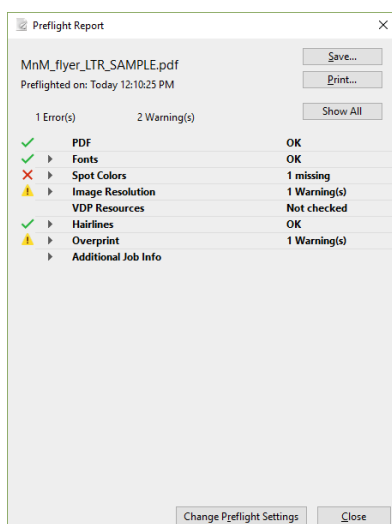 Preflight Report
MnM_flyer_LTR_SAMPLE.pdf
Save...
Preflighted on: Today 12:10:25 PM
Print...
1 Error(s) 2 Warning(s)
Show All
PDF OK
Fonts OK
Spot Colors 1 missing
Image Resolution 1 Warning(s)
VDP Resources Not checked
Hairlines OK
Overprint 1 Warning(s)
Additional Job Info
Change Preflight Settings Close